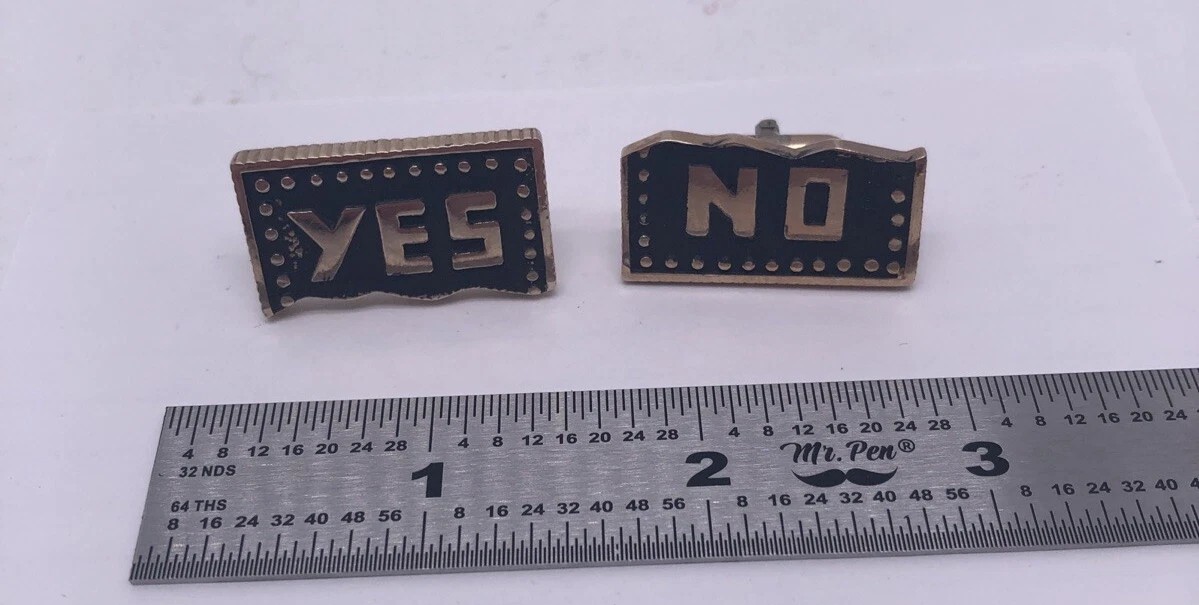 YES
NO
4 8 12 16 20 24 28 4 8 12 16 20 24 28 4 8 12 16 20 24 28 4 8 12 16 20 24
32 NDS
1 2 3
Mr. Pen®
64 THS
8 16 24 32 40 48 56 8 16 24 32 40 48 56 8 16 24 32 40 48 56 8 16 24 32 40 4